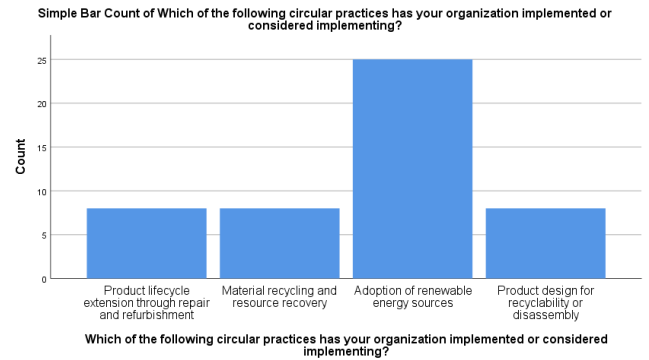 Simple Bar Count of Which of the following circular practices has your organization implemented or
considered implementing?
Count
25
20
15
10
5
0
Product lifecycle
extension through repair
and refurbishment
Material recycling and
resource recovery
Adoption of renewable
energy sources
Product design for
recyclability or
disassembly
Which of the following circular practices has your organization implemented or considered
implementing?